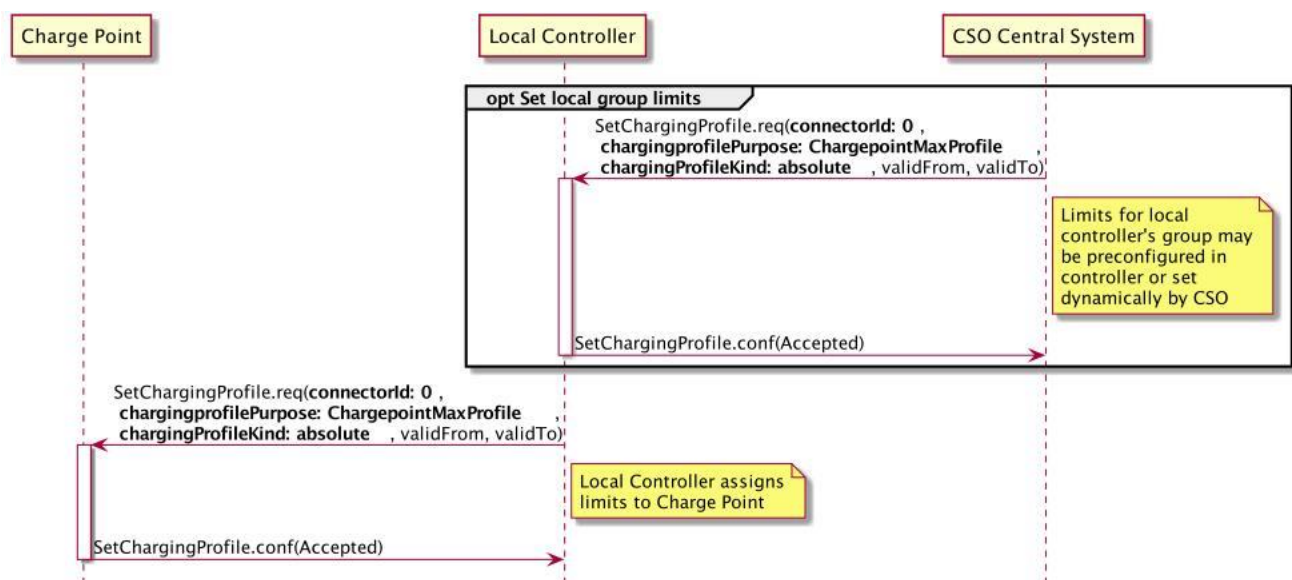 Charge Point
Local Controller
CSO Central System
opt Set local group limits
SetChargingProfile.req(connectorId: 0 ,
chargingprofilePurpose: ChargepointMaxProfile ,
chargingProfileKind: absolute , validFrom, validTo)
Limits for local
controller's group may
be preconfigured in
controller or set
dynamically by CSO
SetChargingProfile.conf(Accepted)
SetChargingProfile.req(connectorId: 0 ,
chargingprofilePurpose: ChargepointMaxProfile ,
chargingProfileKind: absolute , validFrom, validTo)
Local Controller assigns
limits to Charge Point
SetChargingProfile.conf(Accepted)